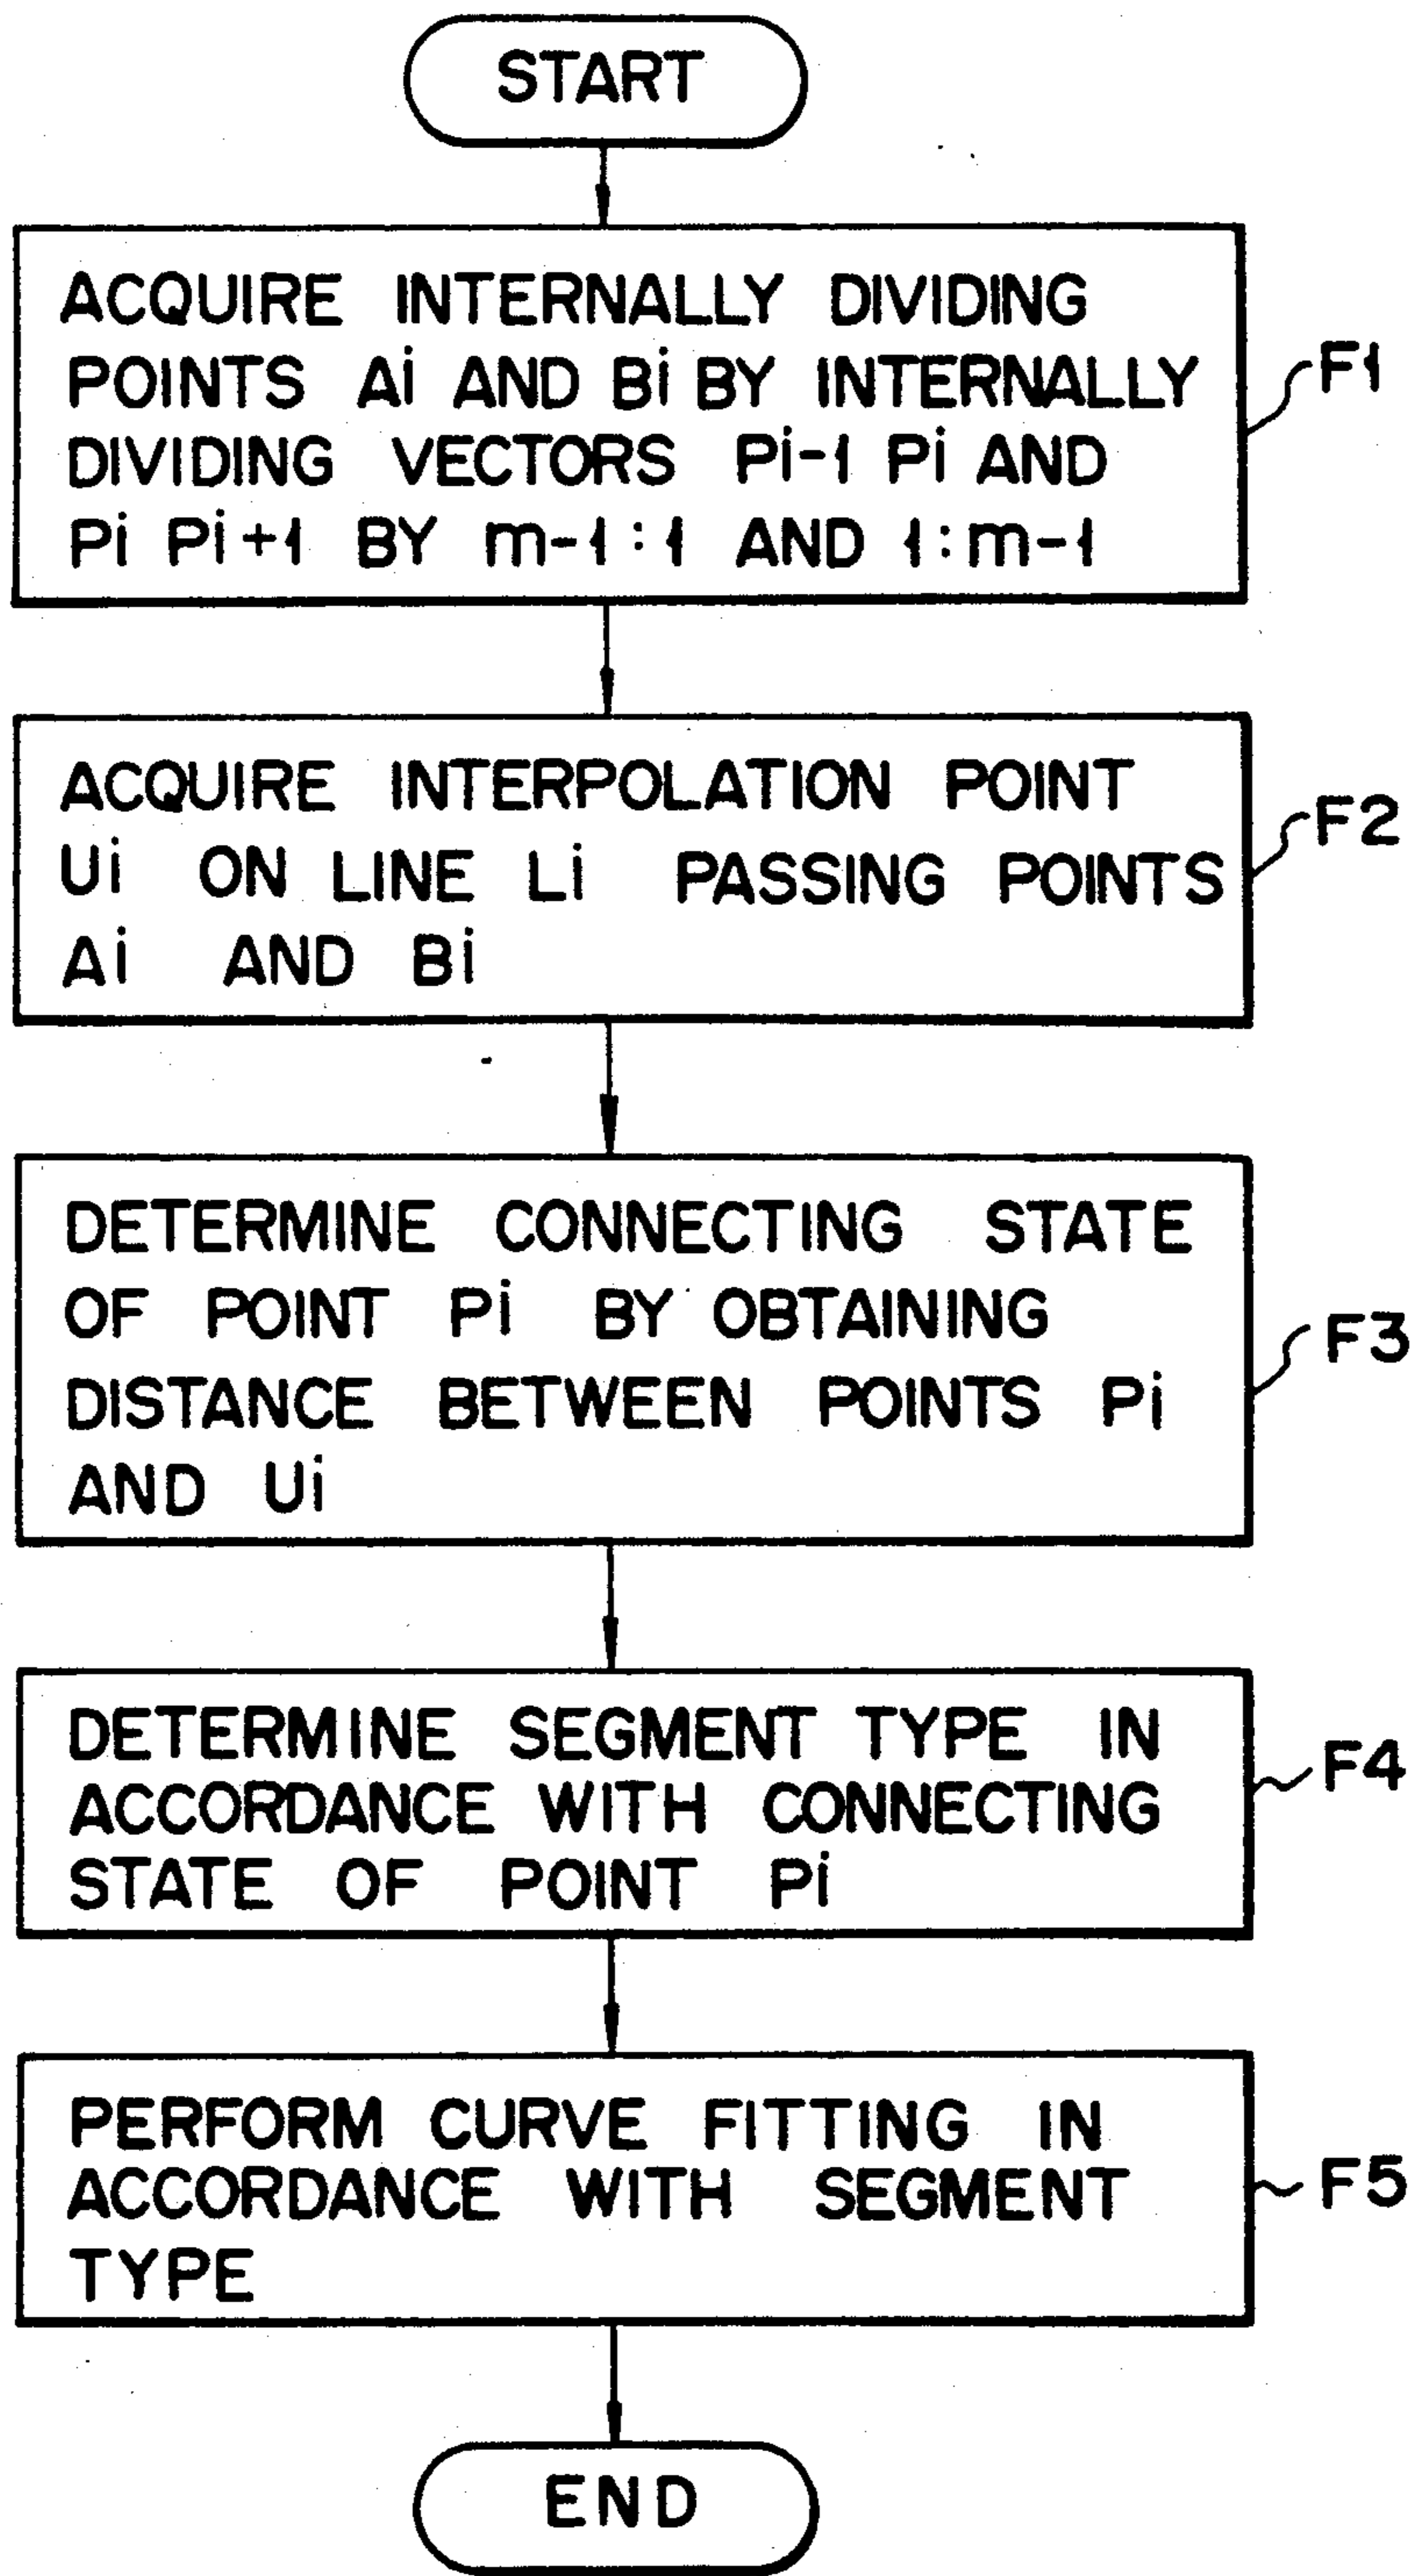 START
ACQUIRE INTERNALLY DIVIDING
POINTS Ai AND Bi BY INTERNALLY
DIVIDING VECTORS Pi-1 Pi AND
Pi Pi+1 BY m-1:1 AND 1:m-1
F1
ACQUIRE INTERPOLATION POINT
Ui ON LINE Li PASSING POINTS
Ai AND Bi
F2
DETERMINE CONNECTING STATE
OF POINT Pi BY OBTAINING
DISTANCE BETWEEN POINTS Pi
AND Ui
F3
DETERMINE SEGMENT TYPE IN
ACCORDANCE WITH CONNECTING
STATE OF POINT Pi
F4
PERFORM CURVE FITTING IN
ACCORDANCE WITH SEGMENT
TYPE
F5
END